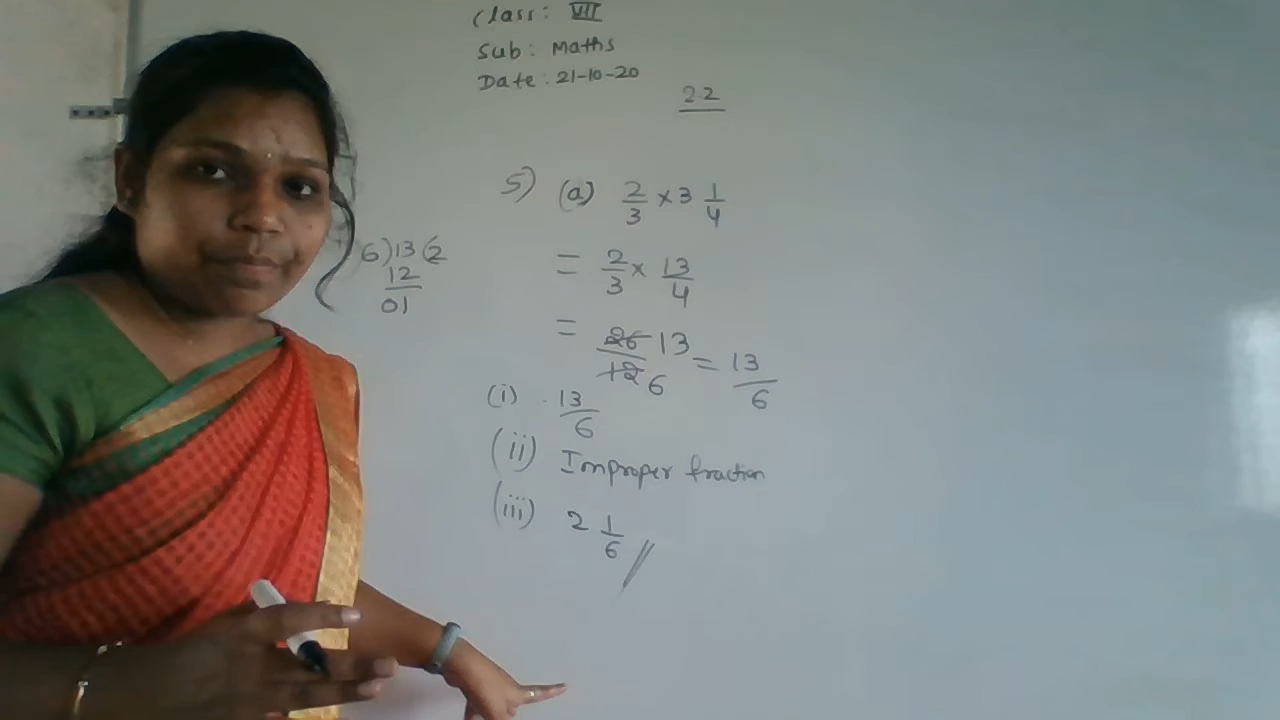 Class: VII
Sub: Maths
Date: 21-10-20
2.2
5) (a) 2/3 × 3 1/4
= 2/3 × 13/4
6)13(2
12
01
= 26/12 13/6 = 13/6
(i) 13/6
(ii) Improper fraction
(iii) 2 1/6 //